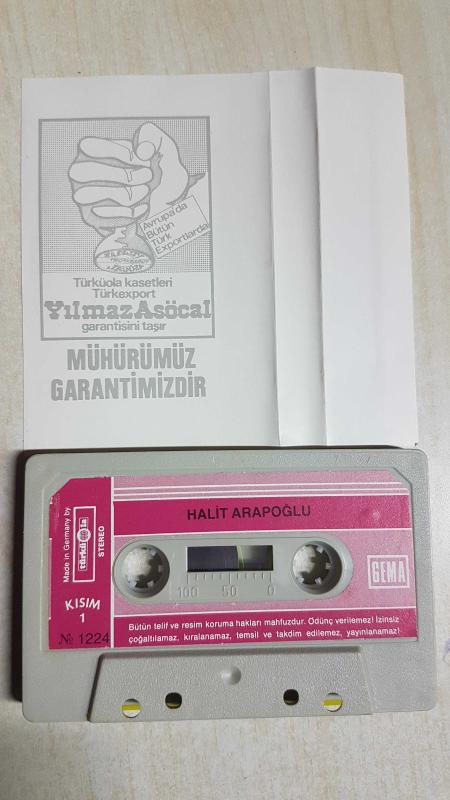 Avrupa'da
Bütün
Türk
Exportlarda
Türküola kasetleri
Türkexport
Yılmaz Asöcal
garantisini taşır
MÜHÜRÜMÜZ
GARANTİMİZDİR
HALİT ARAPOĞLU
Made in Germany by
türküola
STEREO
KISIM
1
№ 1224
100 50 0
GEMA
Bütün telif ve resim koruma hakları mahfuzdur. Ödünç verilemez! İzinsiz
çoğaltılamaz, kiralanamaz, temsil ve takdim edilemez, yayınlanamaz!